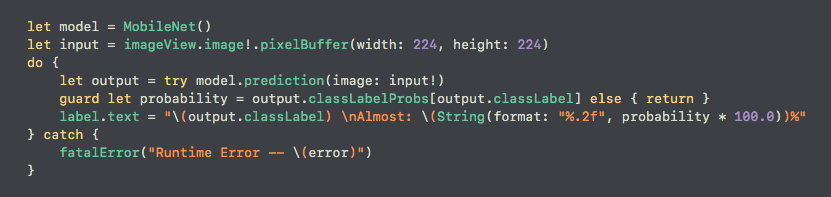 let model = MobileNet()
let input = imageView.image!.pixelBuffer(width: 224, height: 224)
do {
    let output = try model.prediction(image: input!)
    guard let probability = output.classLabelProbs[output.classLabel] else { return }
    label.text = "\(output.classLabel) \nAlmost: \(String(format: "%.2f", probability * 100.0))%"
} catch {
    fatalError("Runtime Error -- \(error)")
}